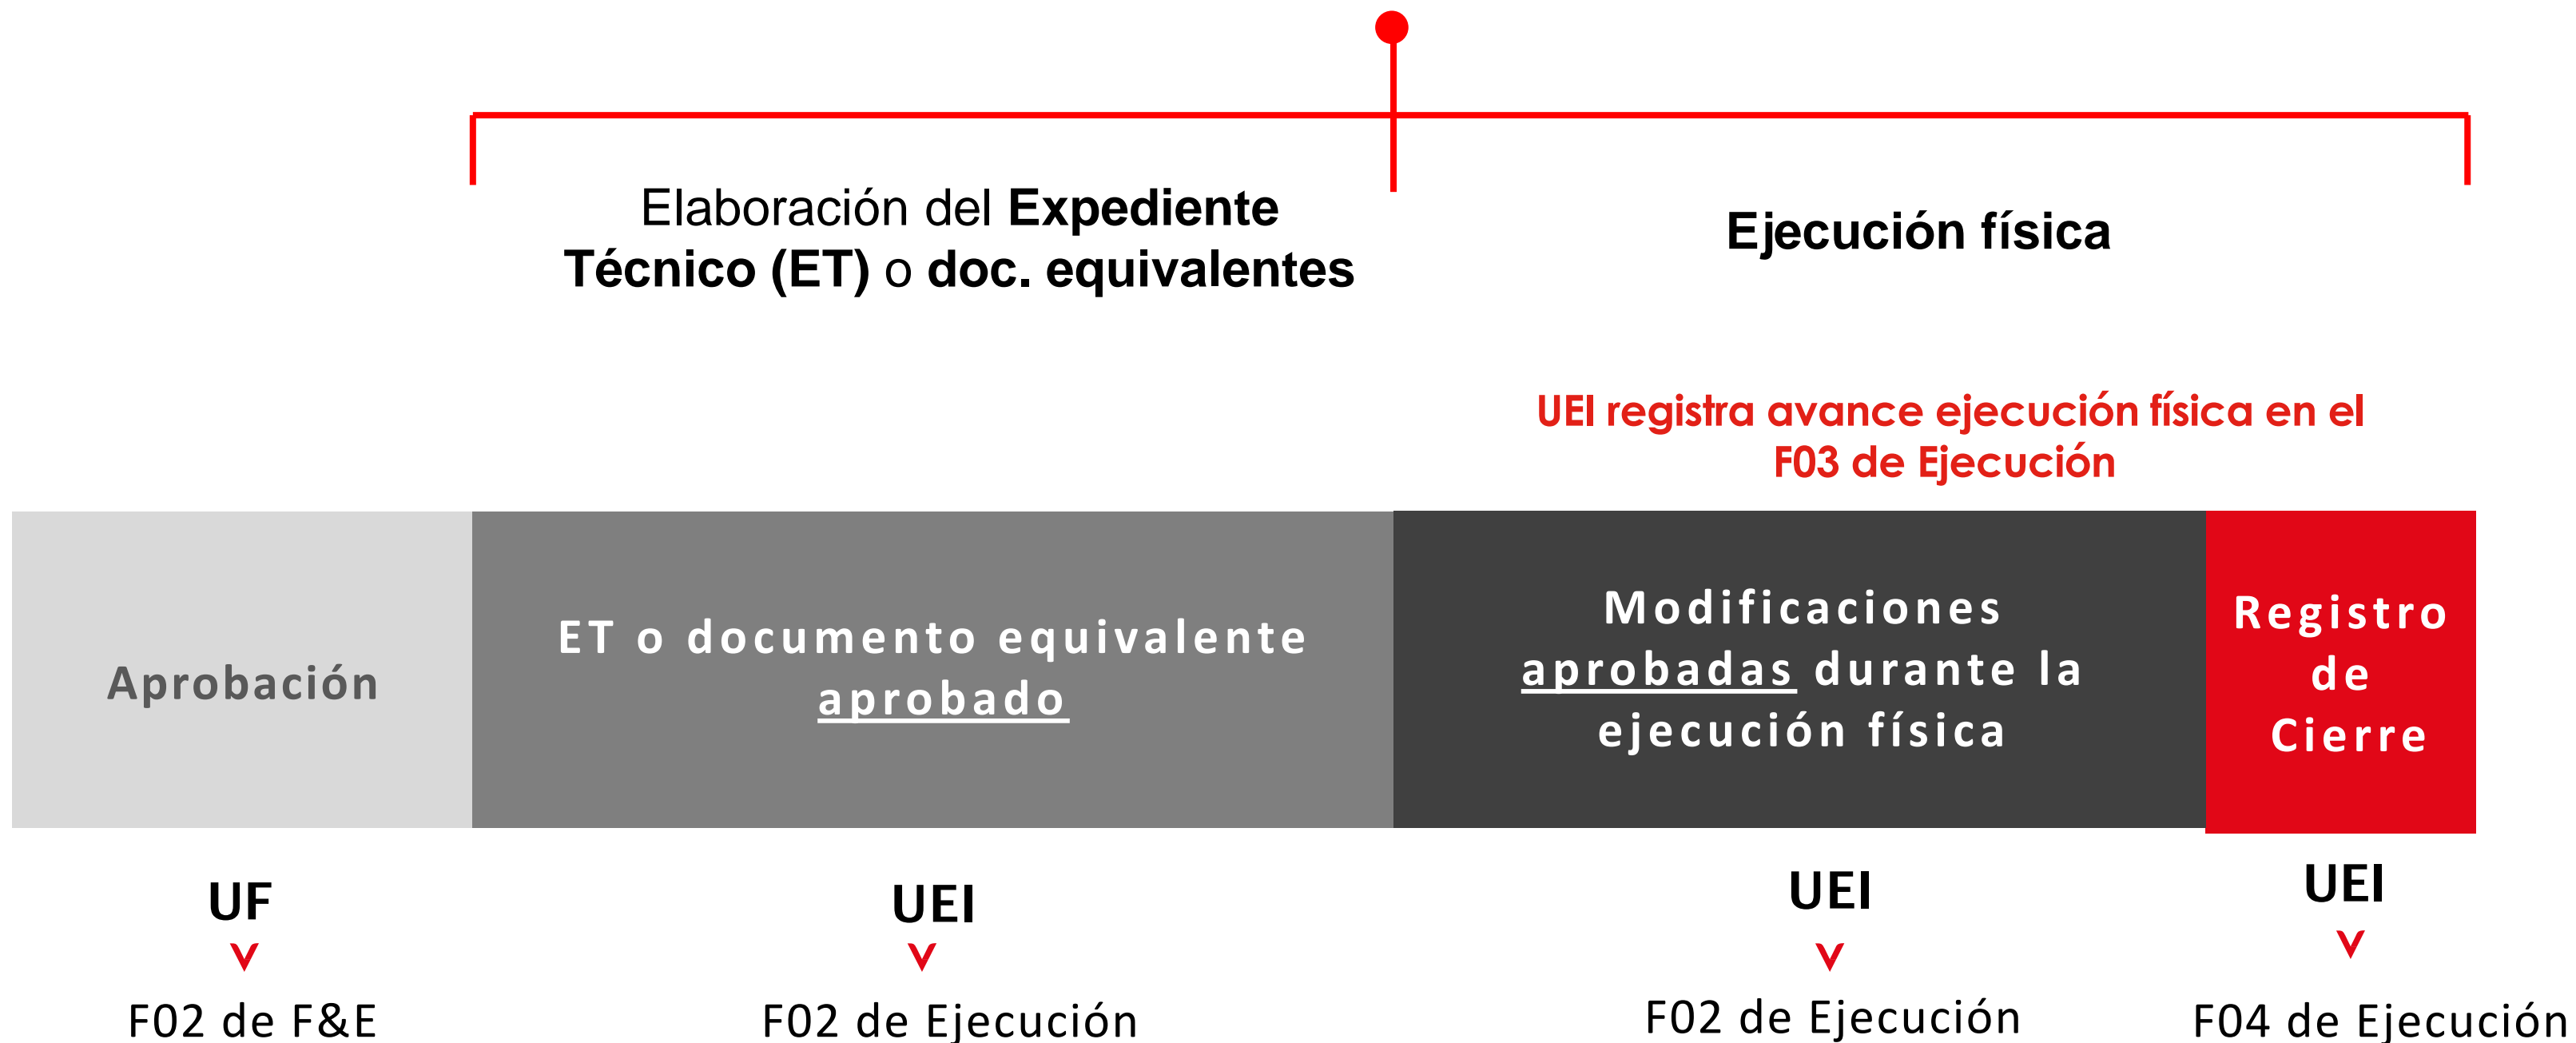 Elaboración del Expediente
Técnico (ET) o doc. equivalentes
Ejecución física
UEI registra avance ejecución física en el
F03 de Ejecución
Aprobación
ET o documento equivalente
aprobado
Modificaciones
aprobadas durante la
ejecución física
Registro
de
Cierre
UF
F02 de F&E
UEI
F02 de Ejecución
UEI
F02 de Ejecución
UEI
F04 de Ejecución